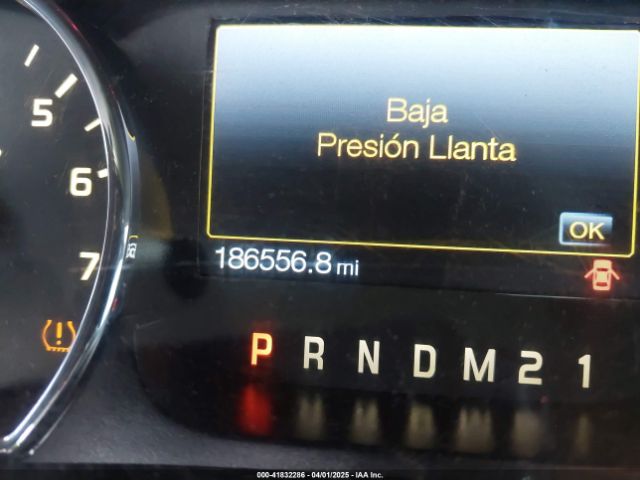 Baja
Presión Llanta
OK
5
6
7
186556.8 mi
P R N D M 2 1
000-41832286 - 04/01/2025 - IAA Inc.